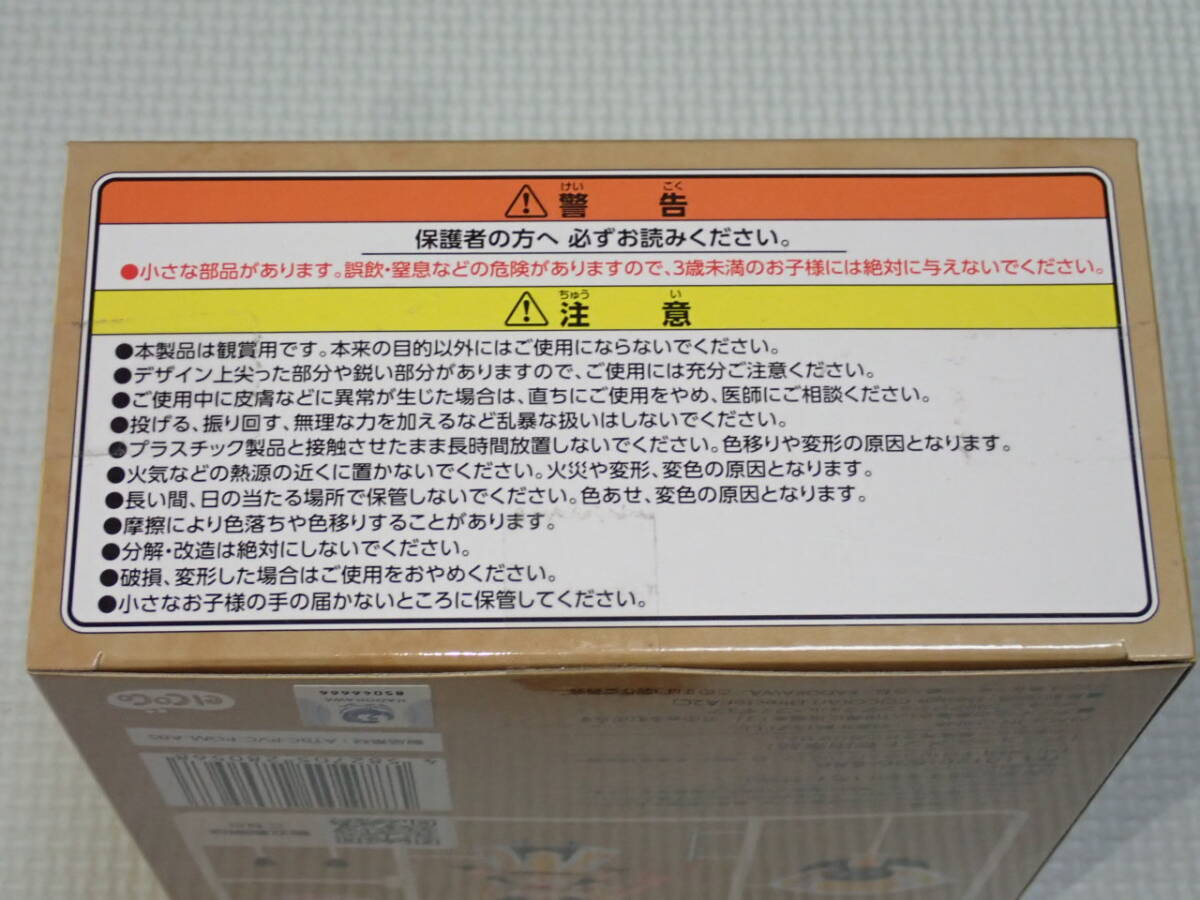 けい こく
警 告
保護者の方へ 必ずお読みください。
●小さな部品があります。誤飲・窒息などの危険がありますので、3歳未満のお子様には絶対に与えないでください。
ちゅう い
注 意
●本製品は観賞用です。本来の目的以外にはご使用にならないでください。
●デザイン上尖った部分や鋭い部分がありますので、ご使用には充分ご注意ください。
●ご使用中に皮膚などに異常が生じた場合は、直ちにご使用をやめ、医師にご相談ください。
●投げる、振り回す、無理な力を加えるなど乱暴な扱いはしないでください。
●プラスチック製品と接触させたまま長時間放置しないでください。色移りや変形の原因となります。
●火気などの熱源の近くに置かないでください。火災や変形、変色の原因となります。
●長い間、日の当たる場所で保管しないでください。色あせ、変色の原因となります。
●摩擦により色落ちや色移りすることがあります。
●分解・改造は絶対にしないでください。
●破損、変形した場合はご使用をおやめください。
●小さなお子様の手の届かないところに保管してください。
elCoCo
KADOKAWA